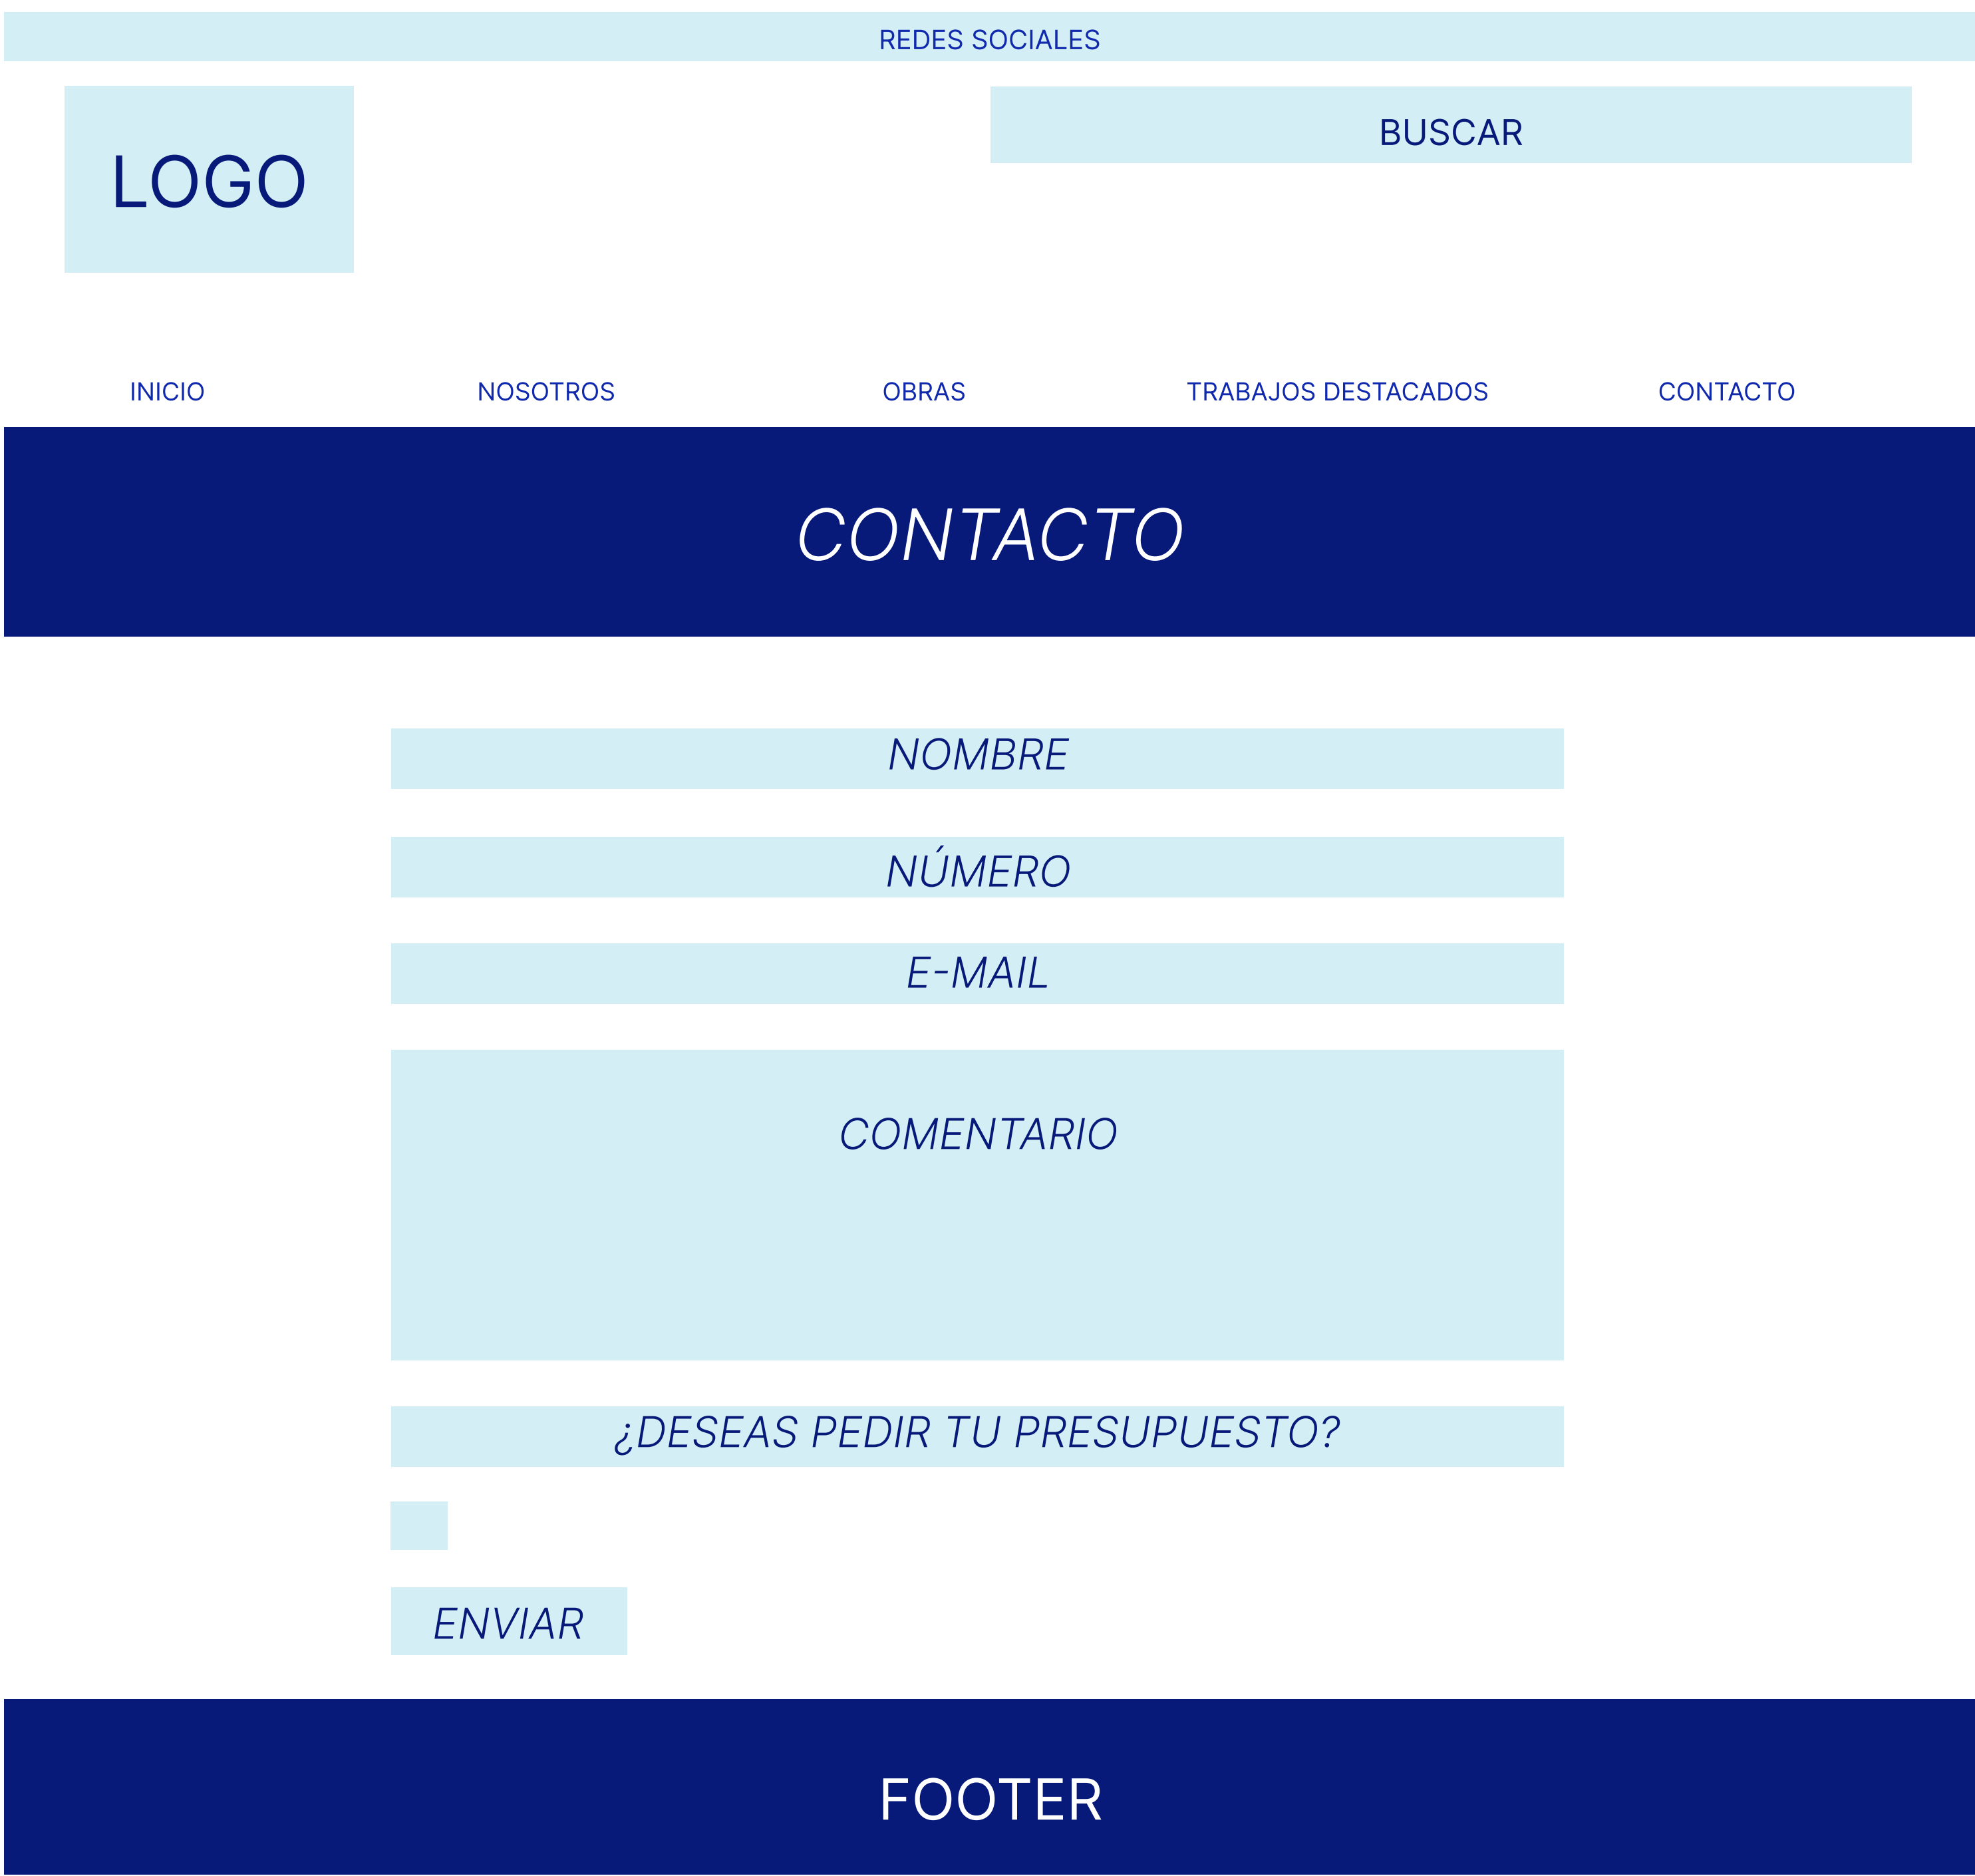 REDES SOCIALES
LOGO
BUSCAR
INICIO NOSOTROS OBRAS TRABAJOS DESTACADOS CONTACTO
CONTACTO
NOMBRE
NÚMERO
E-MAIL
COMENTARIO
¿DESEAS PEDIR TU PRESUPUESTO?
ENVIAR
FOOTER